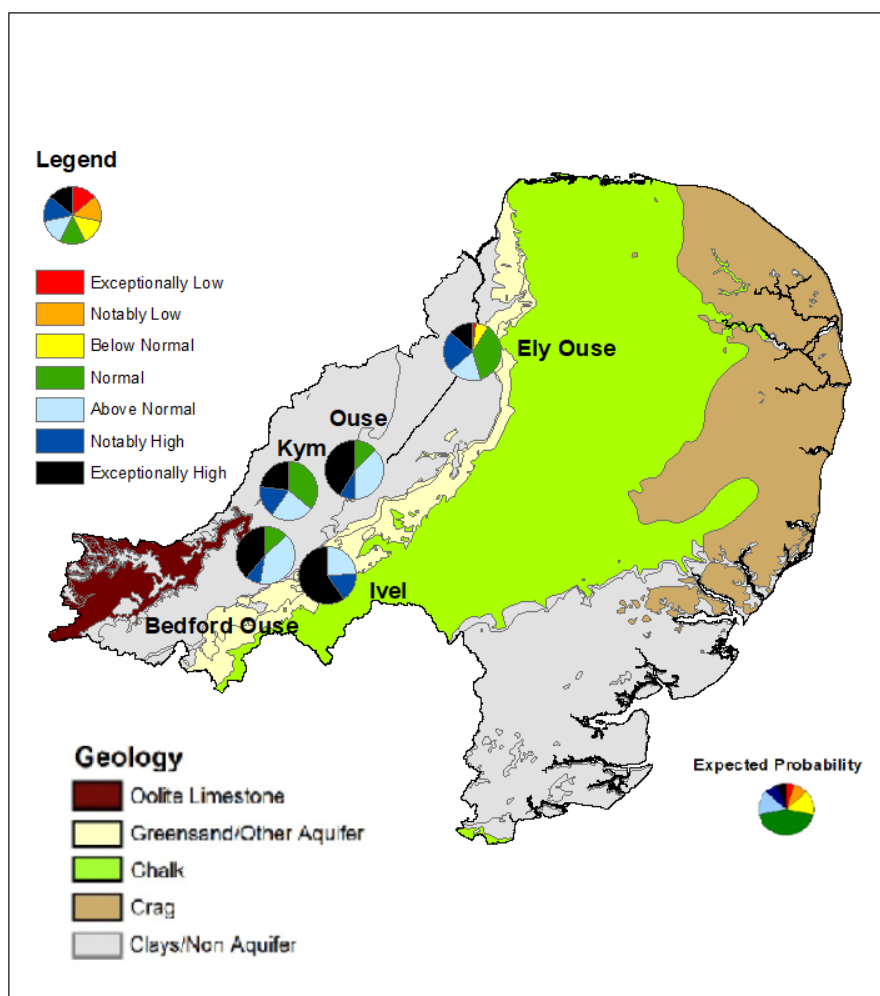 Legend
Exceptionally Low
Notably Low
Below Normal
Normal
Above Normal
Notably High
Exceptionally High
Ely Ouse
Ouse
Kym
Ivel
Bedford Ouse
Geology
Oolite Limestone
Greensand/Other Aquifer
Chalk
Crag
Clays/Non Aquifer
Expected Probability